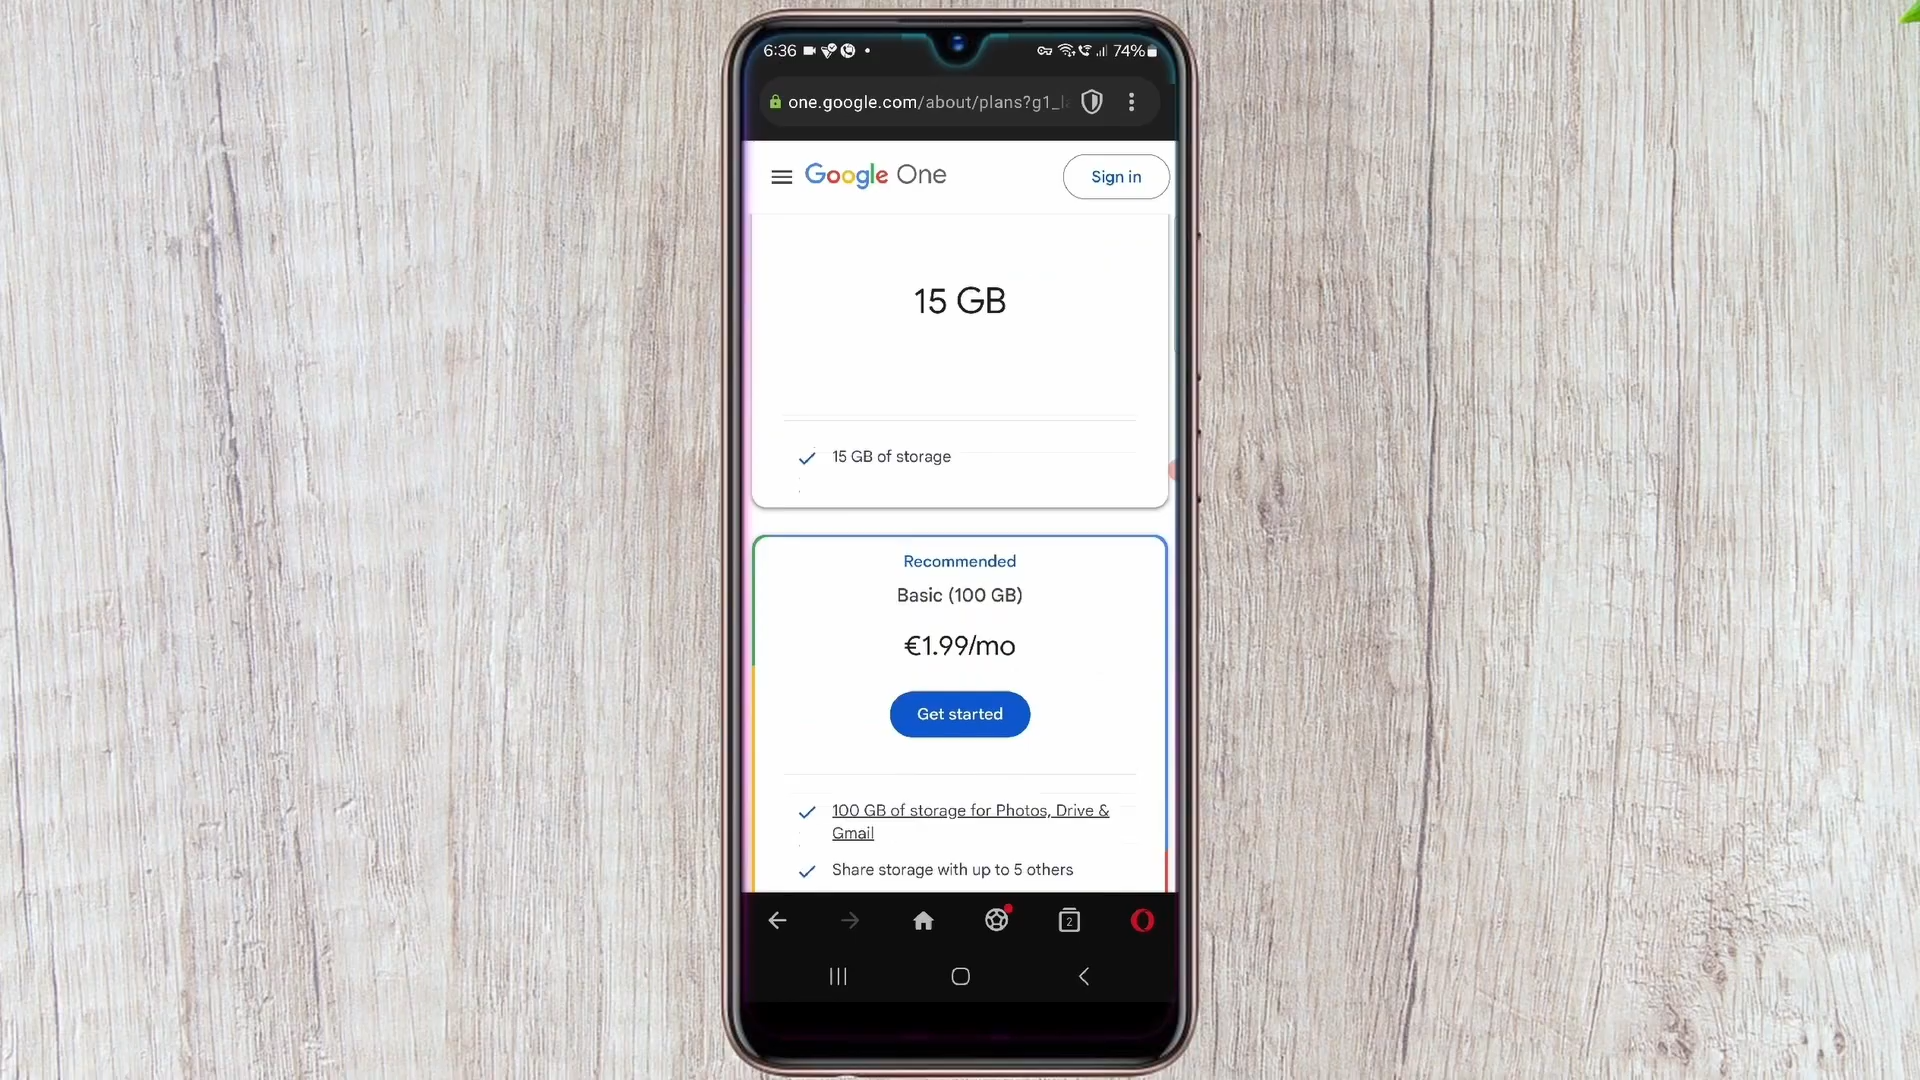 6:36
74%
one.google.com/about/plans?g1_la
Google One
Sign in
15 GB
15 GB of storage
Recommended
Basic (100 GB)
€1.99/mo
Get started
100 GB of storage for Photos, Drive &
Gmail
Share storage with up to 5 others
2